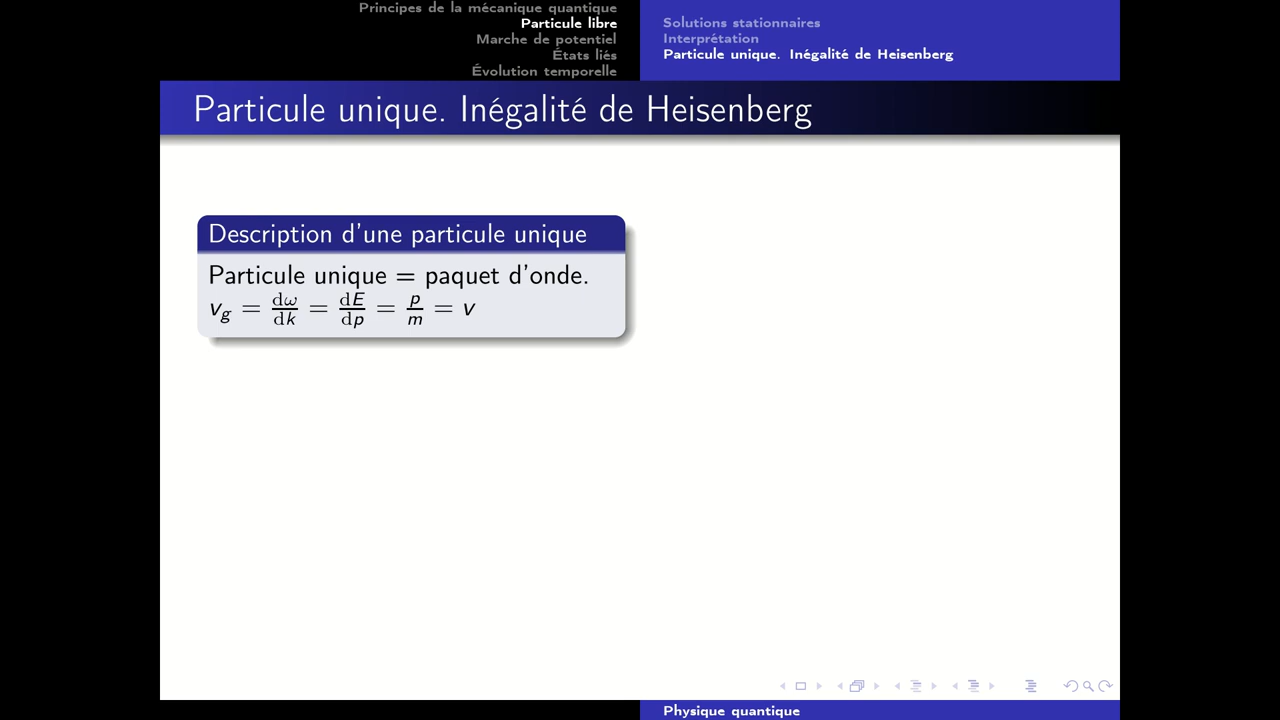 Principes de la mécanique quantique
Particule libre
Marche de potentiel
États liés
Évolution temporelle
Solutions stationnaires
Interprétation
Particule unique. Inégalité de Heisenberg
Particule unique. Inégalité de Heisenberg
Description d'une particule unique
Particule unique = paquet d'onde.
v_g = dω/dk = dE/dp = p/m = v
Physique quantique